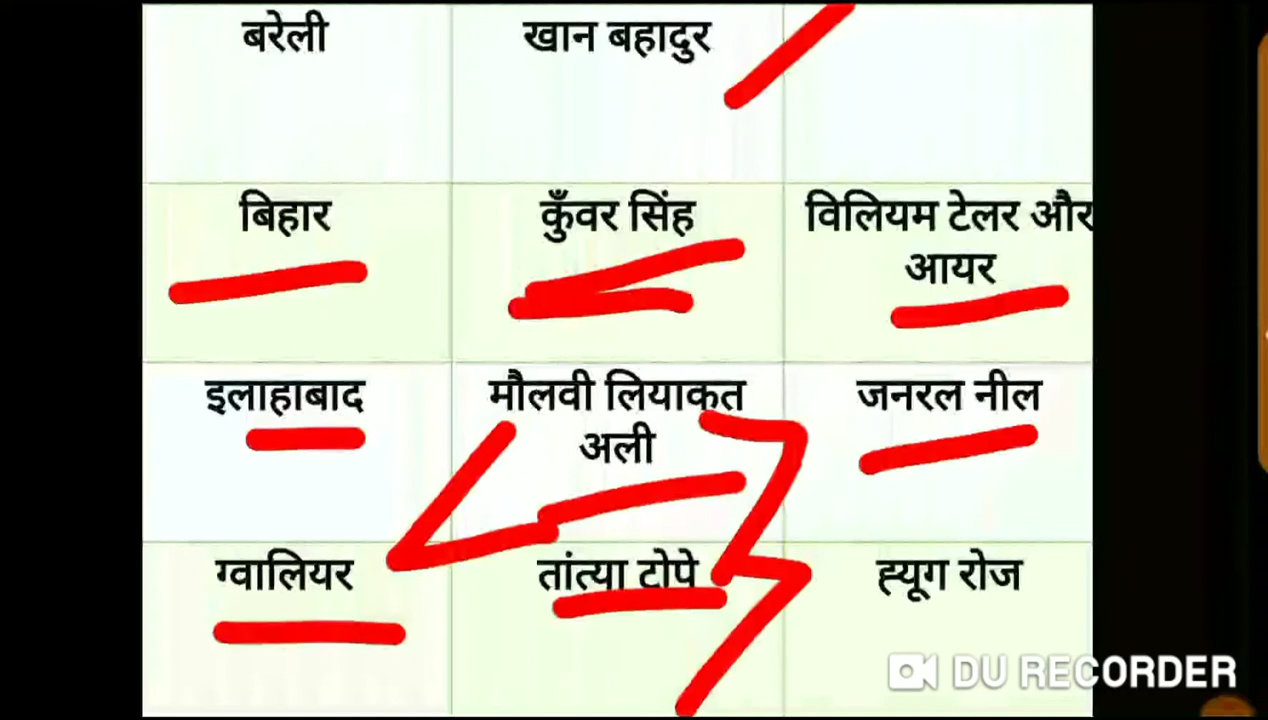 बरेली
खान बहादुर
बिहार
कुँवर सिंह
विलियम टेलर और
आयर
इलाहाबाद
मौलवी लियाकत
अली
जनरल नील
ग्वालियर
तांत्या टोपे
ह्यूग रोज
DU RECORDER